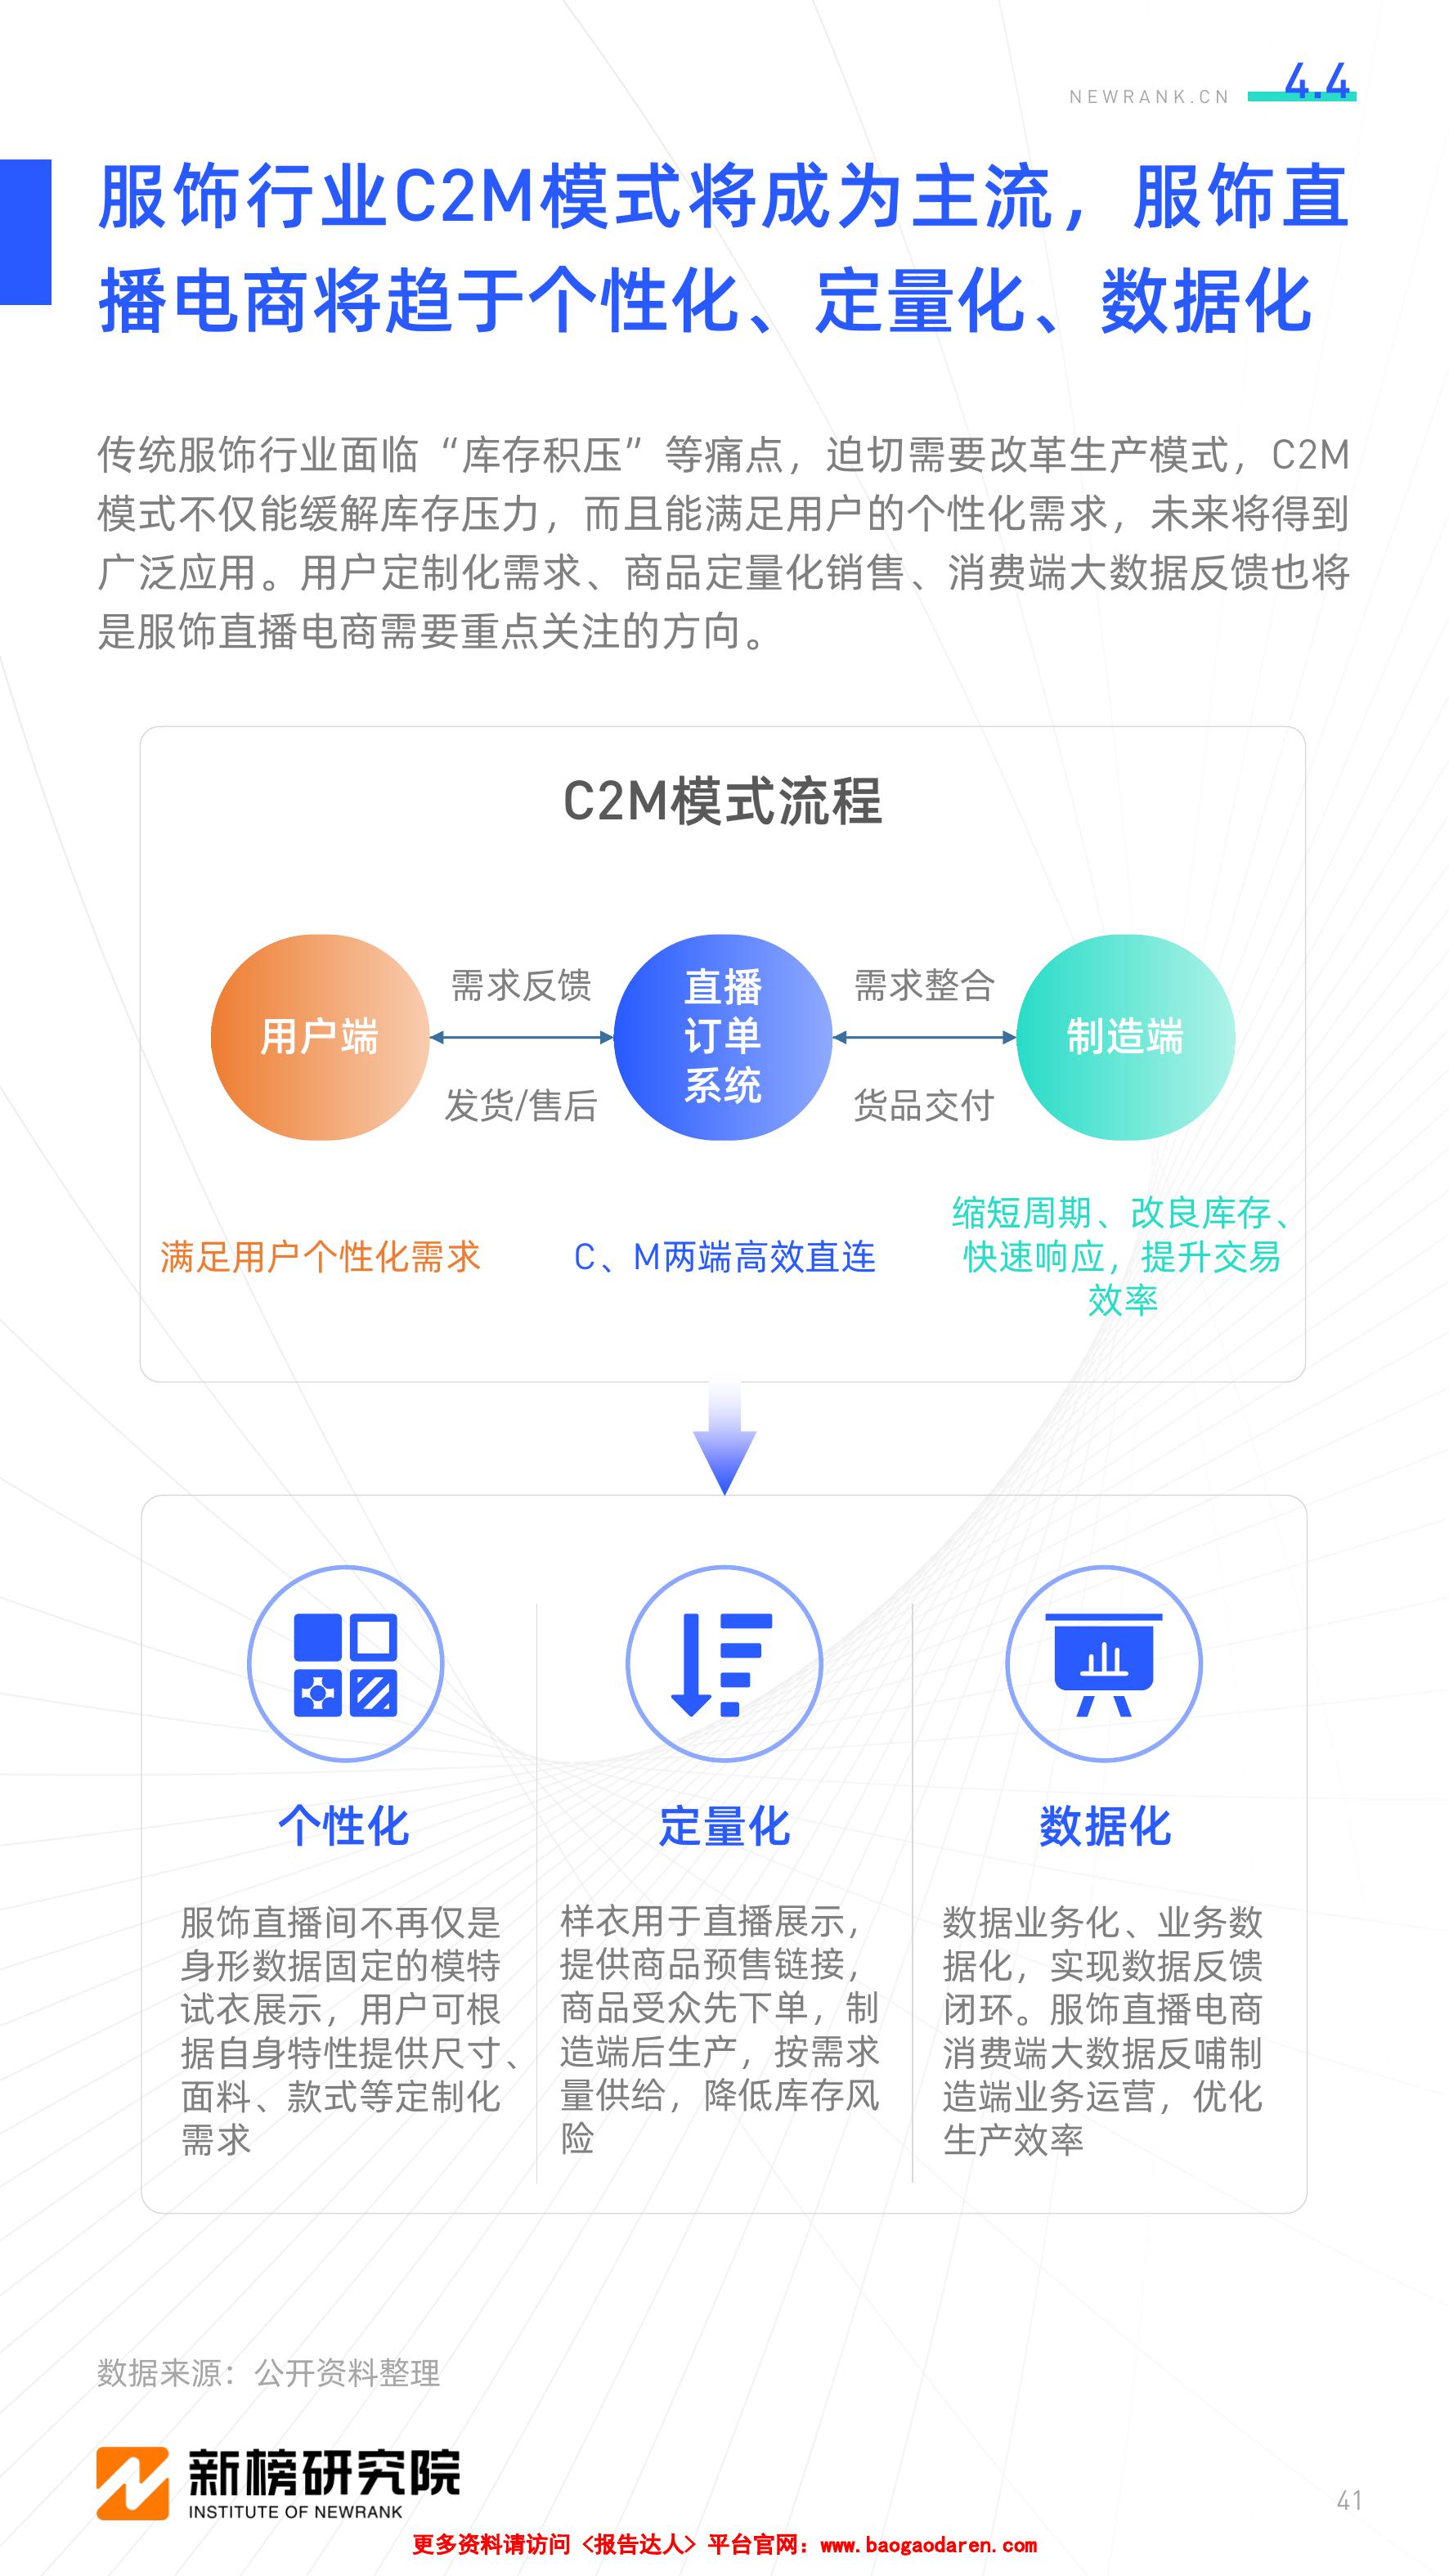 NEWRANK.CN 4.4
服饰行业C2M模式将成为主流，服饰直
播电商将趋于个性化、定量化、数据化
传统服饰行业面临“库存积压”等痛点，迫切需要改革生产模式，C2M
模式不仅能缓解库存压力，而且能满足用户的个性化需求，未来将得到
广泛应用。用户定制化需求、商品定量化销售、消费端大数据反馈也将
是服饰直播电商需要重点关注的方向。
C2M模式流程
用户端
需求反馈
发货/售后
直播
订单
系统
需求整合
货品交付
制造端
满足用户个性化需求
C、M两端高效直连
缩短周期、改良库存、
快速响应，提升交易
效率
个性化
服饰直播间不再仅是
身形数据固定的模特
试衣展示，用户可根
据自身特性提供尺寸、
面料、款式等定制化
需求
定量化
样衣用于直播展示，
提供商品预售链接，
商品受众先下单，制
造端后生产，按需求
量供给，降低库存风
险
数据化
数据业务化、业务数
据化，实现数据反馈
闭环。服饰直播电商
消费端大数据反哺制
造端业务运营，优化
生产效率
数据来源：公开资料整理
新榜研究院
INSTITUTE OF NEWRANK
41
更多资料请访问《报告达人》平台官网：www.baogaodaren.com